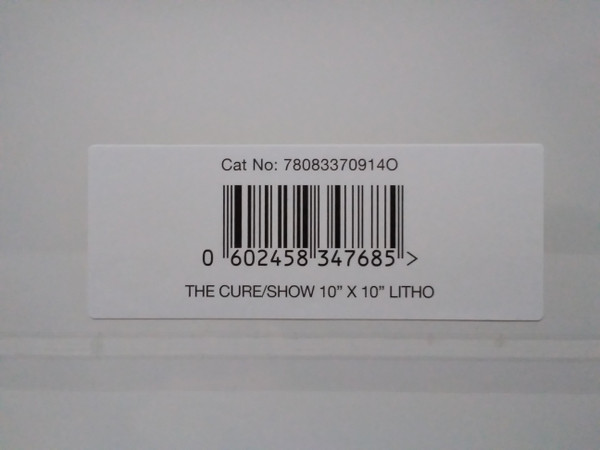 Cat No: 78083370914O
0 602458 347685 >
THE CURE/SHOW 10” X 10” LITHO